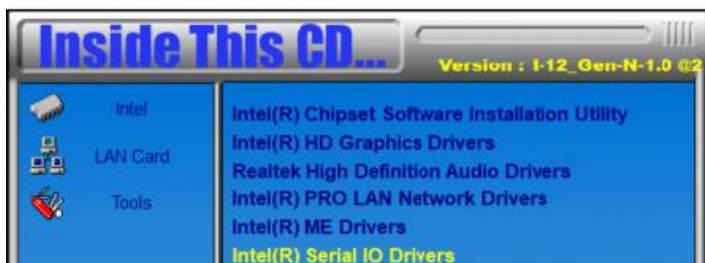 Inside This CD...
Version : I-12_Gen-N-1.0 @2
Intel
LAN Card
Tools
Intel(R) Chipset Software Installation Utility
Intel(R) HD Graphics Drivers
Realtek High Definition Audio Drivers
Intel(R) PRO LAN Network Drivers
Intel(R) ME Drivers
Intel(R) Serial IO Drivers